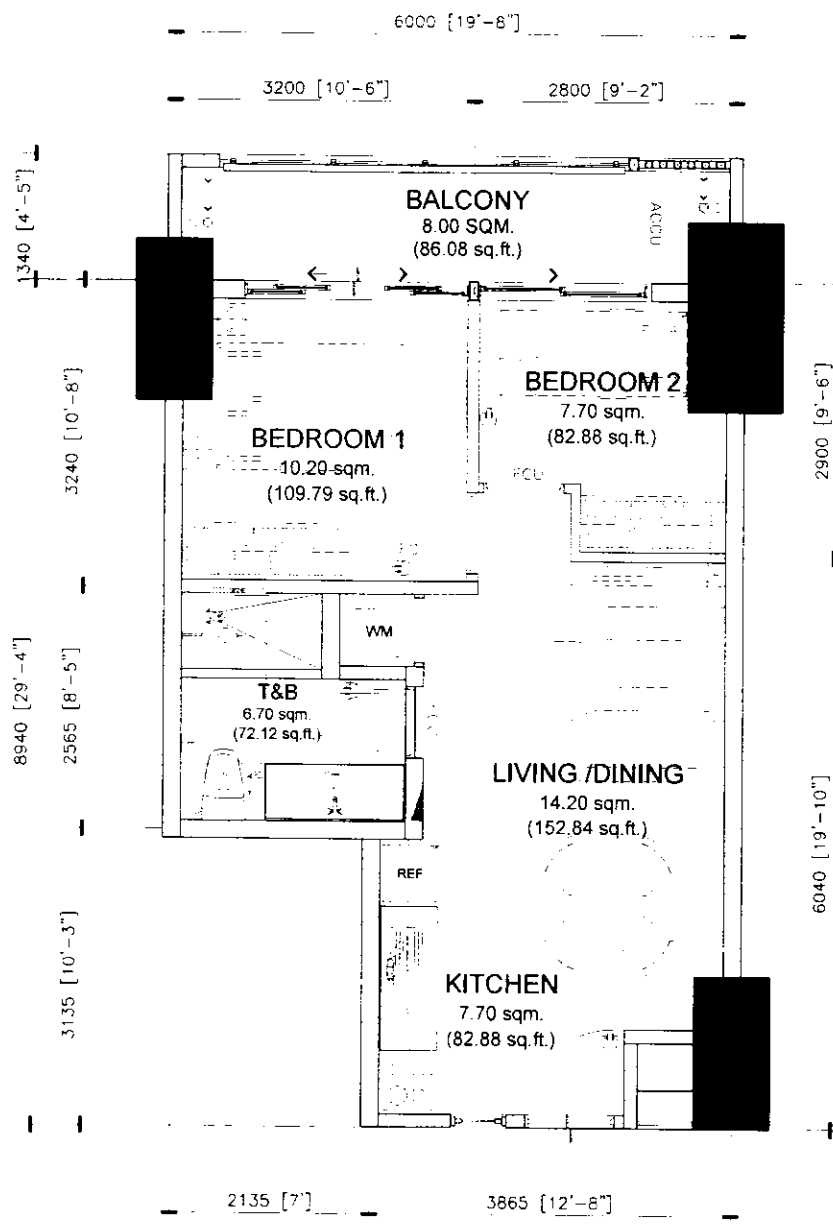 6000 [19'-8"]
3200 [10'-6"]
2800 [9'-2"]
1340 [4'-5"]
BALCONY
8.00 SQM.
(86.08 sq.ft.)
ACCU
3240 [10'-8"]
BEDROOM 1
10.20 sqm.
(109.79 sq.ft.)
BEDROOM 2
7.70 sqm.
(82.88 sq.ft.)
FCU
2900 [9'-6"]
WM
8940 [29'-4"]
2565 [8'-5"]
T&B
6.70 sqm.
(72.12 sq.ft.)
LIVING /DINING
14.20 sqm.
(152.84 sq.ft.)
REF
6040 [19'-10"]
3135 [10'-3"]
KITCHEN
7.70 sqm.
(82.88 sq.ft.)
2135 [7']
3865 [12'-8"]